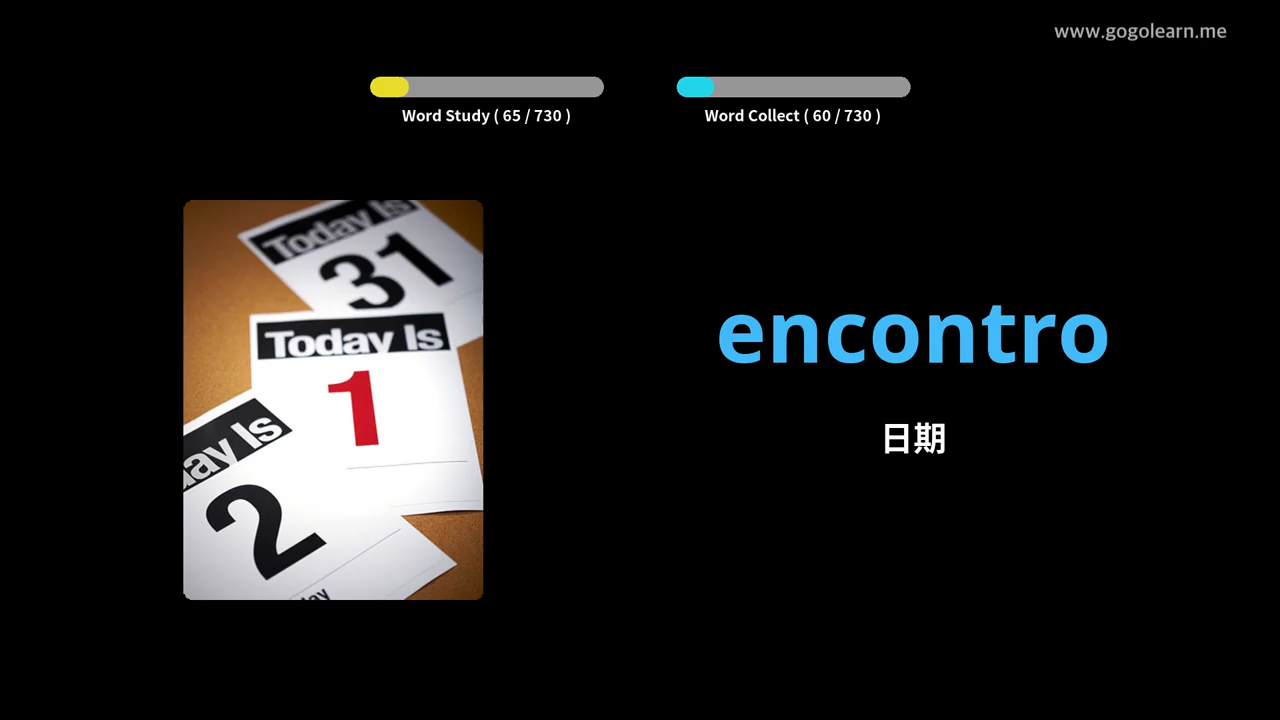 www.gogolearn.me
Word Study ( 65 / 730 )
Word Collect ( 60 / 730 )
Today Is
31
Today Is
1
ay Is
2
day
encontro
日期